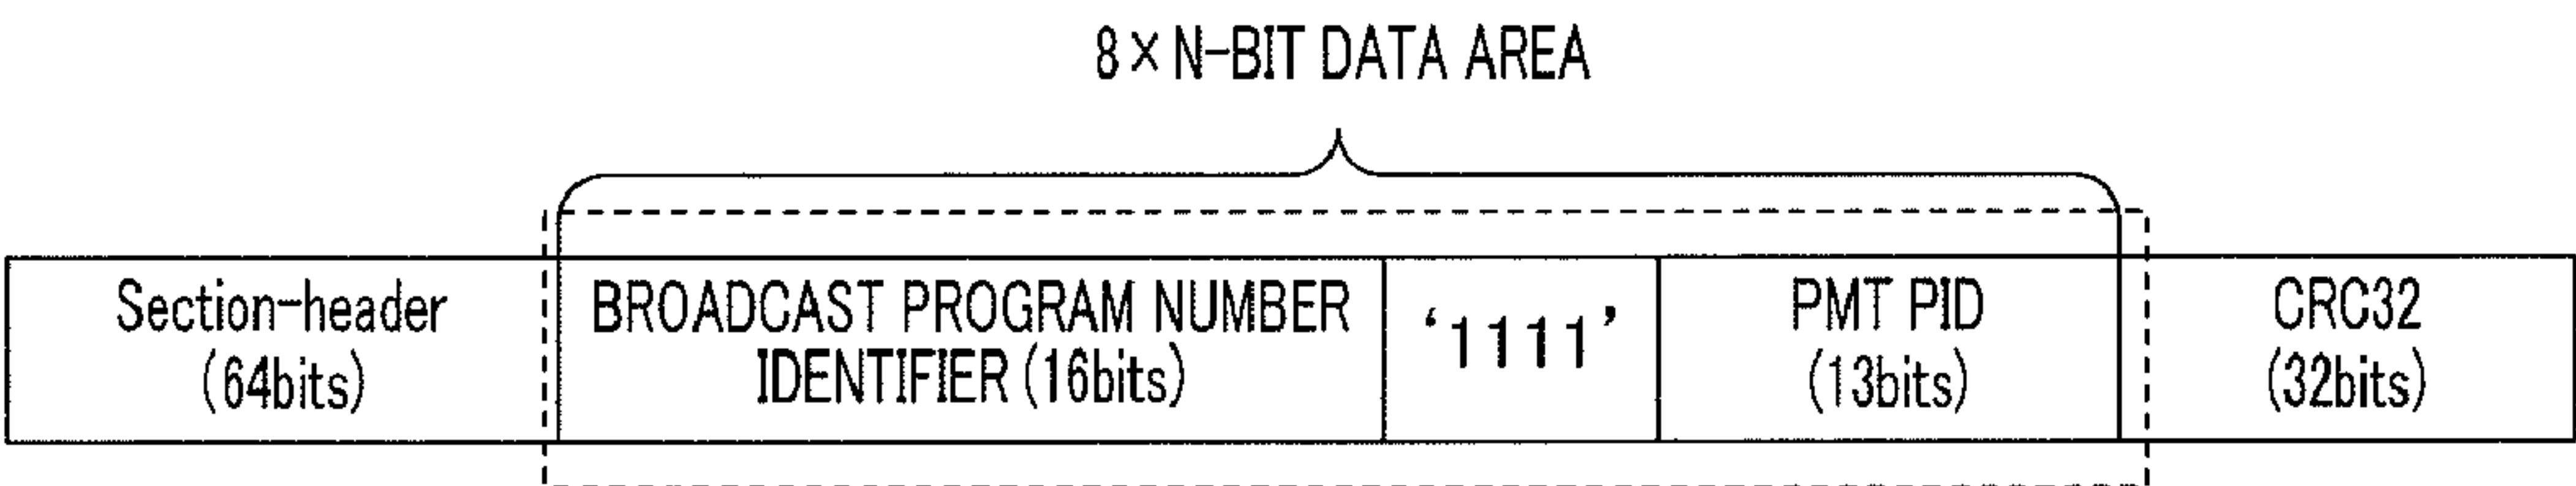 8×N-BIT DATA AREA
Section-header
(64bits)
BROADCAST PROGRAM NUMBER
IDENTIFIER(16bits)
‘1111’
PMT PID
(13bits)
CRC32
(32bits)